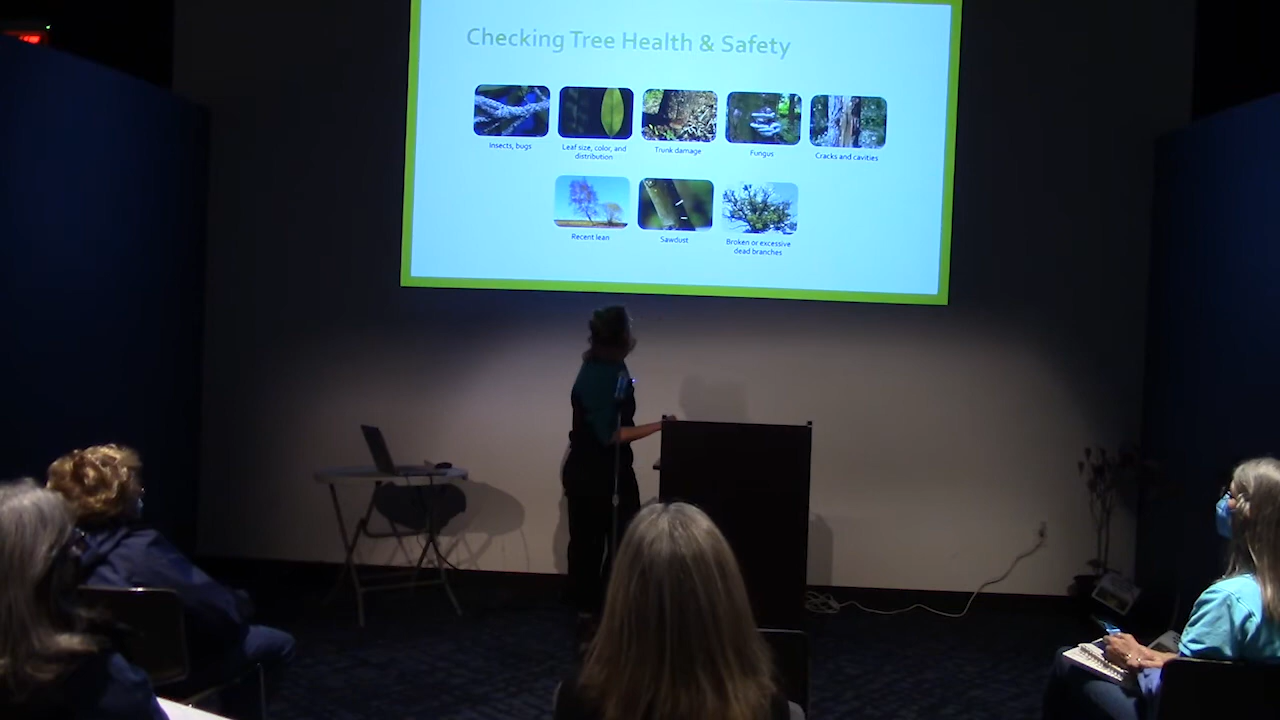 Checking Tree Health & Safety
Insects, bugs
Leaf size, color, and
distribution
Trunk damage
Fungus
Cracks and cavities
Recent lean
Sawdust
Broken or excessive
dead branches